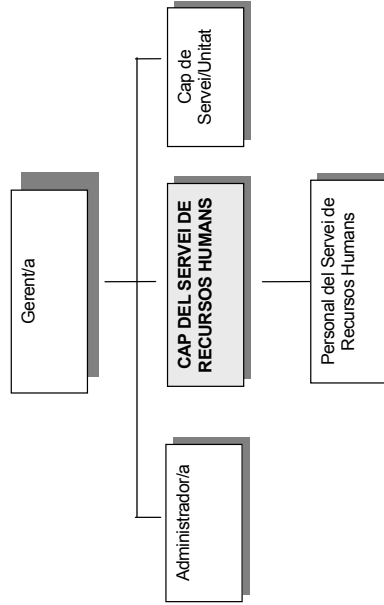 Gerent/a
Administrador/a
CAP DEL SERVEI DE
RECURSOS HUMANS
Cap de
Servei/Unitat
Personal del Servei de
Recursos Humans